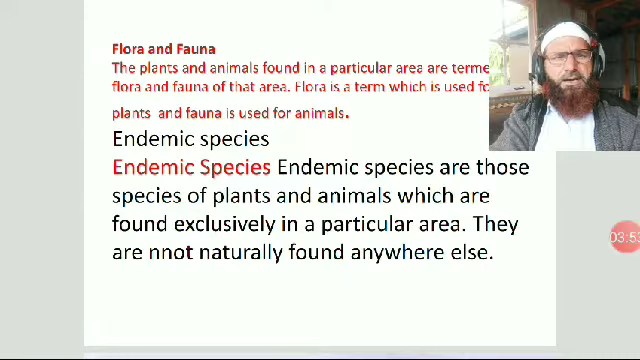 Flora and Fauna
The plants and animals found in a particular area are terme
flora and fauna of that area. Flora is a term which is used fo
plants and fauna is used for animals.
Endemic species
Endemic Species Endemic species are those
species of plants and animals which are
found exclusively in a particular area. They
are nnot naturally found anywhere else.
03:53